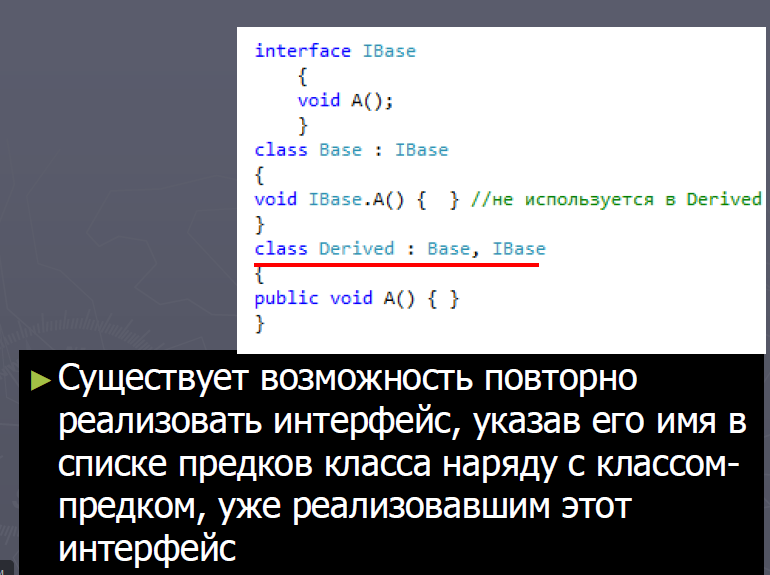 interface IBase
{
void A();
}
class Base : IBase
{
void IBase.A() { } //не используется в Derived
}
class Derived : Base, IBase
{
public void A() { }
}
Существует возможность повторно
реализовать интерфейс, указав его имя в
списке предков класса наряду с классом-
предком, уже реализовавшим этот
интерфейс